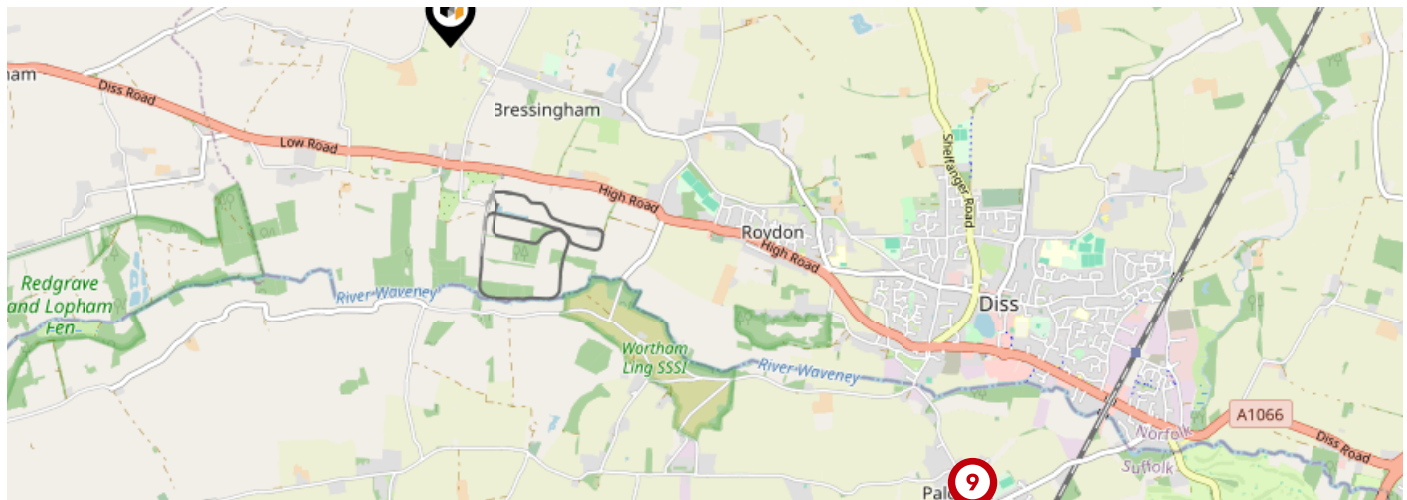 ham
Diss Road
Low Road
Bressingham
High Road
Shelfanger Road
Roydon
High Road
Redgrave
and Lopham
Fen
River Waveney
Diss
Wortham
Ling SSSI
River Waveney
A1066
Norfolk
Suffolk
Diss Road
Pal
9